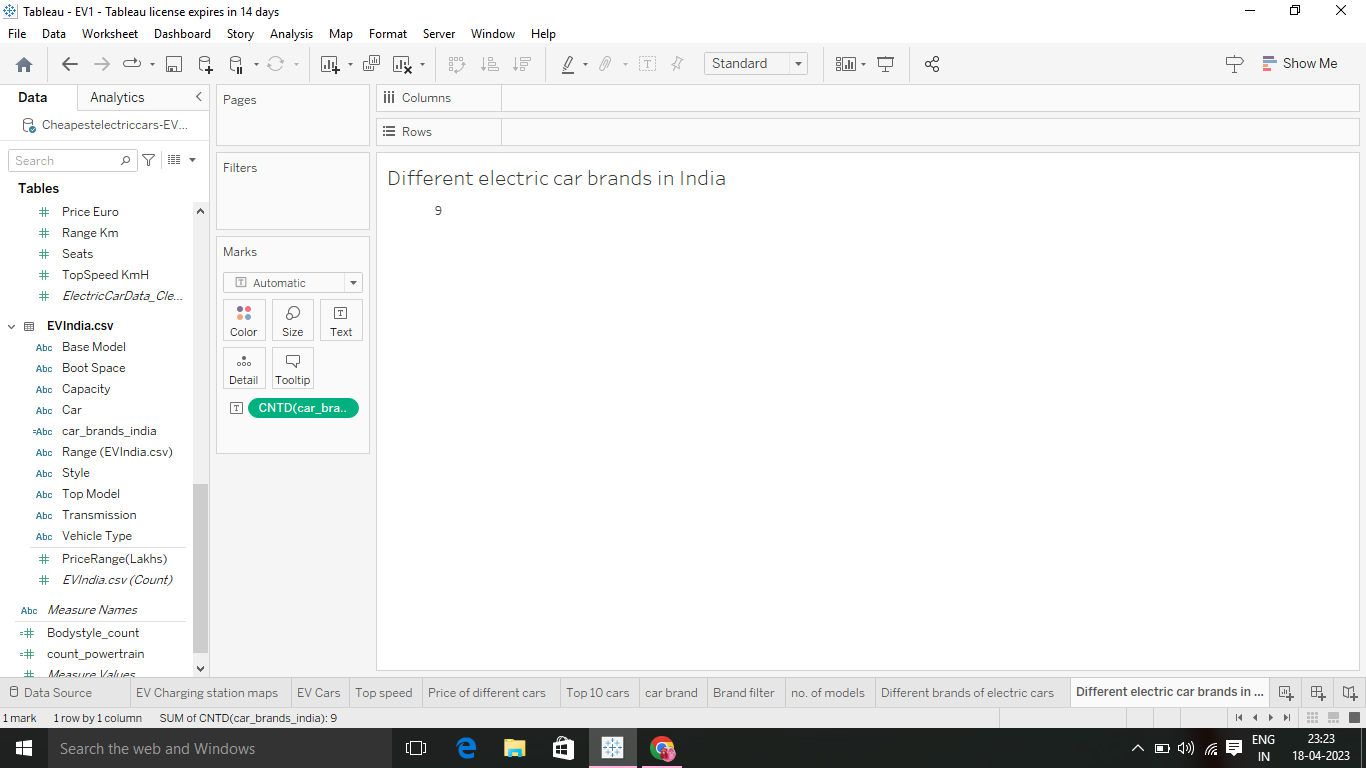 Tableau - EV1 - Tableau license expires in 14 days
File Data Worksheet Dashboard Story Analysis Map Format Server Window Help
Standard
Show Me
Data Analytics
Cheapestelectriccars-EV...
Search
Tables
Price Euro
Range Km
Seats
TopSpeed KmH
ElectricCarData_Cle...
EVIndia.csv
Abc Base Model
Abc Boot Space
Abc Capacity
Abc Car
=Abc car_brands_india
Abc Range (EVIndia.csv)
Abc Style
Abc Top Model
Abc Transmission
Abc Vehicle Type
PriceRange(Lakhs)
EVIndia.csv (Count)
Abc Measure Names
Bodystyle_count
count_powertrain
Measure Values
Pages
Filters
Marks
Automatic
Color Size Text
Detail Tooltip
CNTD(car_bra..
Columns
Rows
Different electric car brands in India
9
Data Source EV Charging station maps EV Cars Top speed Price of different cars Top 10 cars car brand Brand filter no. of models Different brands of electric cars Different electric car brands in ...
1 mark 1 row by 1 column SUM of CNTD(car_brands_india): 9
Search the web and Windows
ENG
IN
23:23
18-04-2023